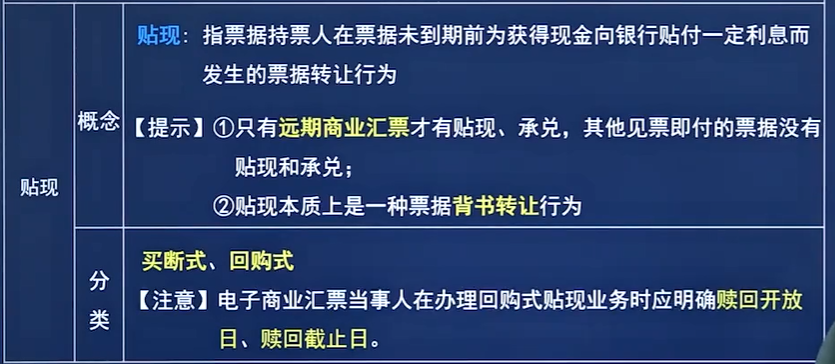 贴现
概念
贴现：指票据持票人在票据未到期前为获得现金向银行贴付一定利息而
发生的票据转让行为
【提示】①只有远期商业汇票才有贴现、承兑，其他见票即付的票据没有
贴现和承兑；
②贴现本质上是一种票据背书转让行为
分
类
买断式、回购式
【注意】电子商业汇票当事人在办理回购式贴现业务时应明确赎回开放
日、赎回截止日。